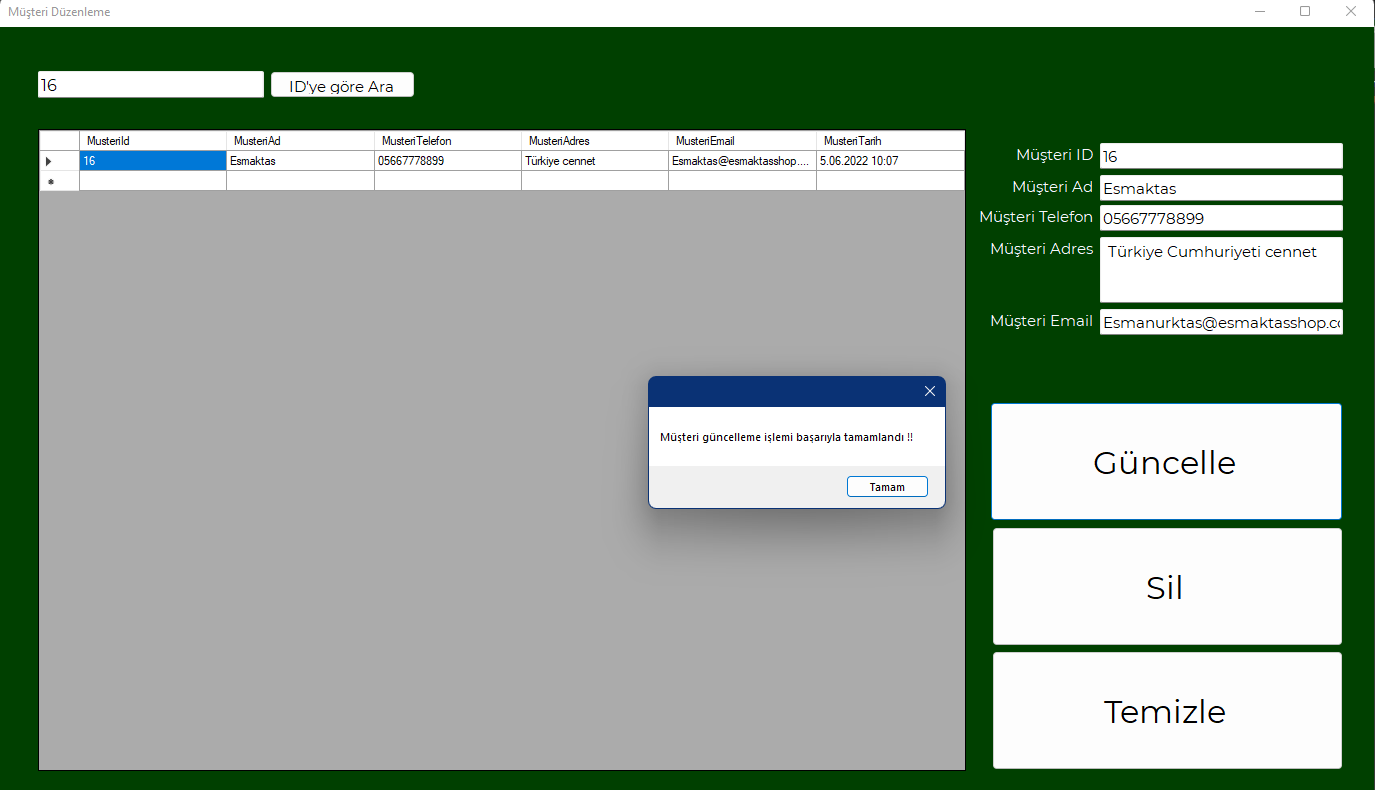 Müşteri Düzenleme
16
ID'ye göre Ara
MusteriId MusteriAd MusteriTelefon MusteriAdres MusteriEmail MusteriTarih
16 Esmaktas 05667778899 Türkiye cennet Esmaktas@esmaktasshop.... 5.06.2022 10:07
Müşteri ID 16
Müşteri Ad Esmaktas
Müşteri Telefon 05667778899
Müşteri Adres Türkiye Cumhuriyeti cennet
Müşteri Email Esmanurktas@esmaktasshop.cc
Müşteri güncelleme işlemi başarıyla tamamlandı !!
Tamam
Güncelle
Sil
Temizle